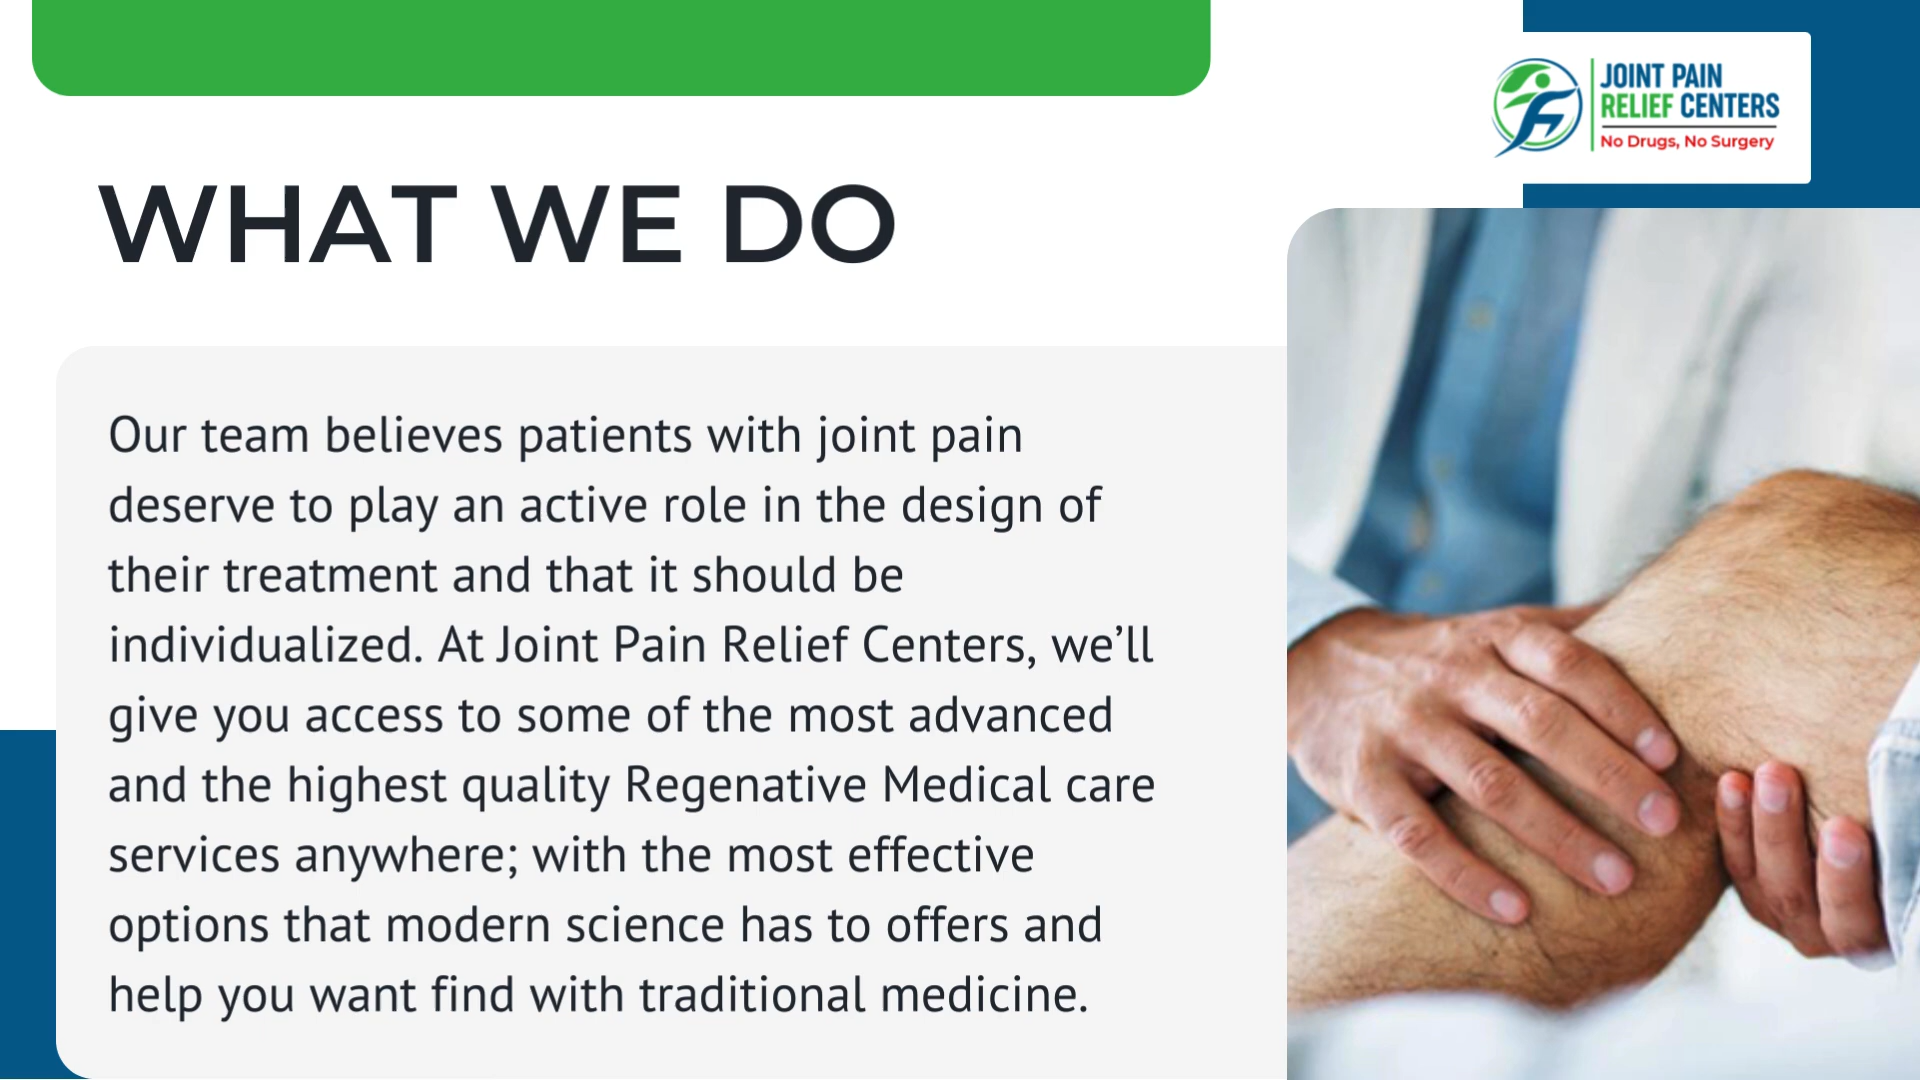 JOINT PAIN
RELIEF CENTERS
No Drugs, No Surgery
WHAT WE DO
Our team believes patients with joint pain
deserve to play an active role in the design of
their treatment and that it should be
individualized. At Joint Pain Relief Centers, we’ll
give you access to some of the most advanced
and the highest quality Regenative Medical care
services anywhere; with the most effective
options that modern science has to offers and
help you want find with traditional medicine.